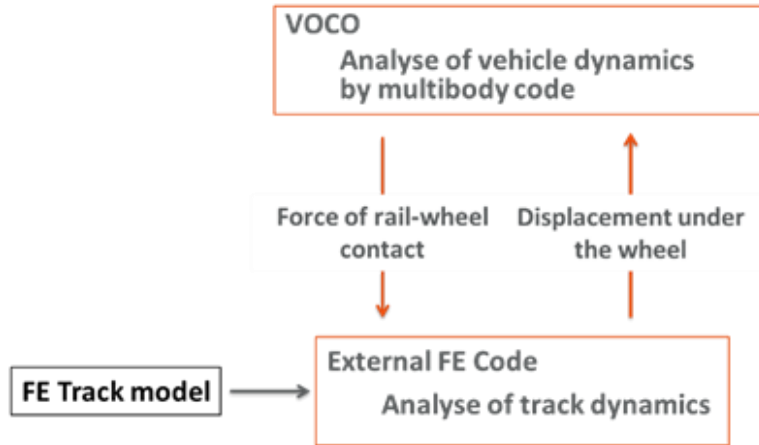 VOCO
Analyse of vehicle dynamics
by multibody code
Force of rail-wheel
contact
Displacement under
the wheel
External FE Code
FE Track model
Analyse of track dynamics